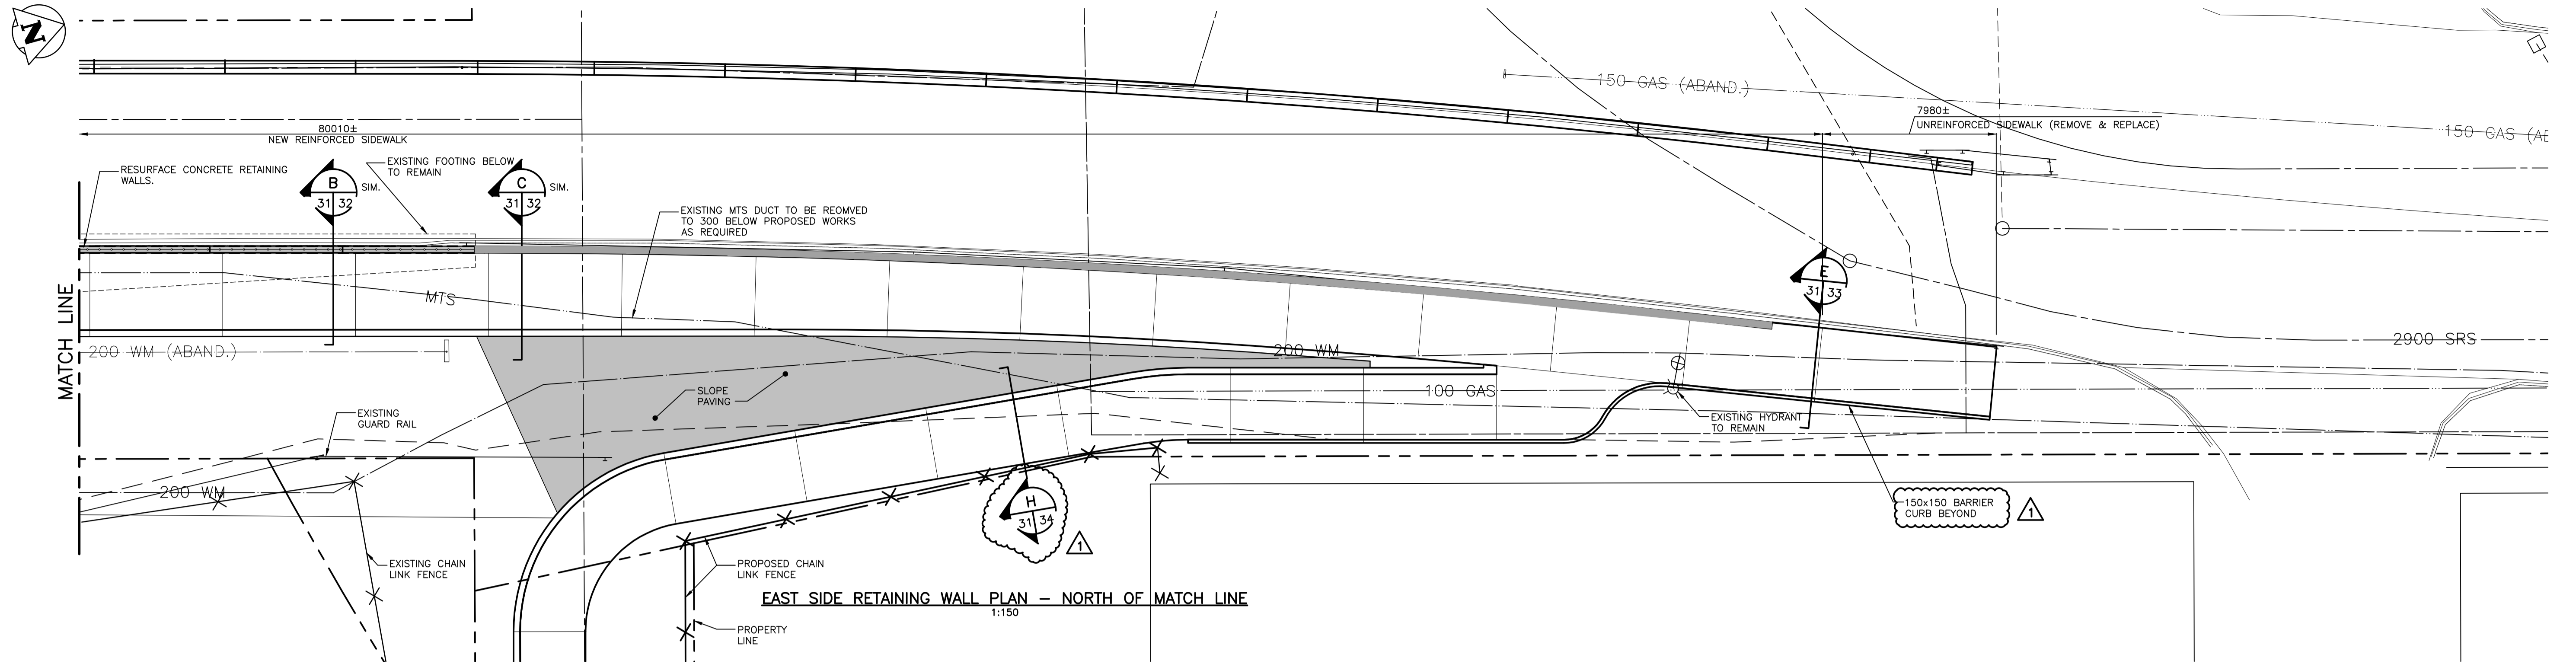 N
150 GAS (ABAND.)
7980±
UNREINFORCED SIDEWALK (REMOVE & REPLACE)
150 GAS (AB
80010±
NEW REINFORCED SIDEWALK
RESURFACE CONCRETE RETAINING
WALLS.
B
31 32
SIM.
EXISTING FOOTING BELOW
TO REMAIN
C
31 32
SIM.
EXISTING MTS DUCT TO BE REOMVED
TO 300 BELOW PROPOSED WORKS
AS REQUIRED
E
31 33
MTS
MATCH LINE
200 WM (ABAND.)
200 WM
2900 SRS
SLOPE
PAVING
100 GAS
EXISTING
GUARD RAIL
EXISTING HYDRANT
TO REMAIN
200 WM
H
31 34
1
150x150 BARRIER
CURB BEYOND
1
EXISTING CHAIN
LINK FENCE
PROPOSED CHAIN
LINK FENCE
EAST SIDE RETAINING WALL PLAN – NORTH OF MATCH LINE
1:150
PROPERTY
LINE